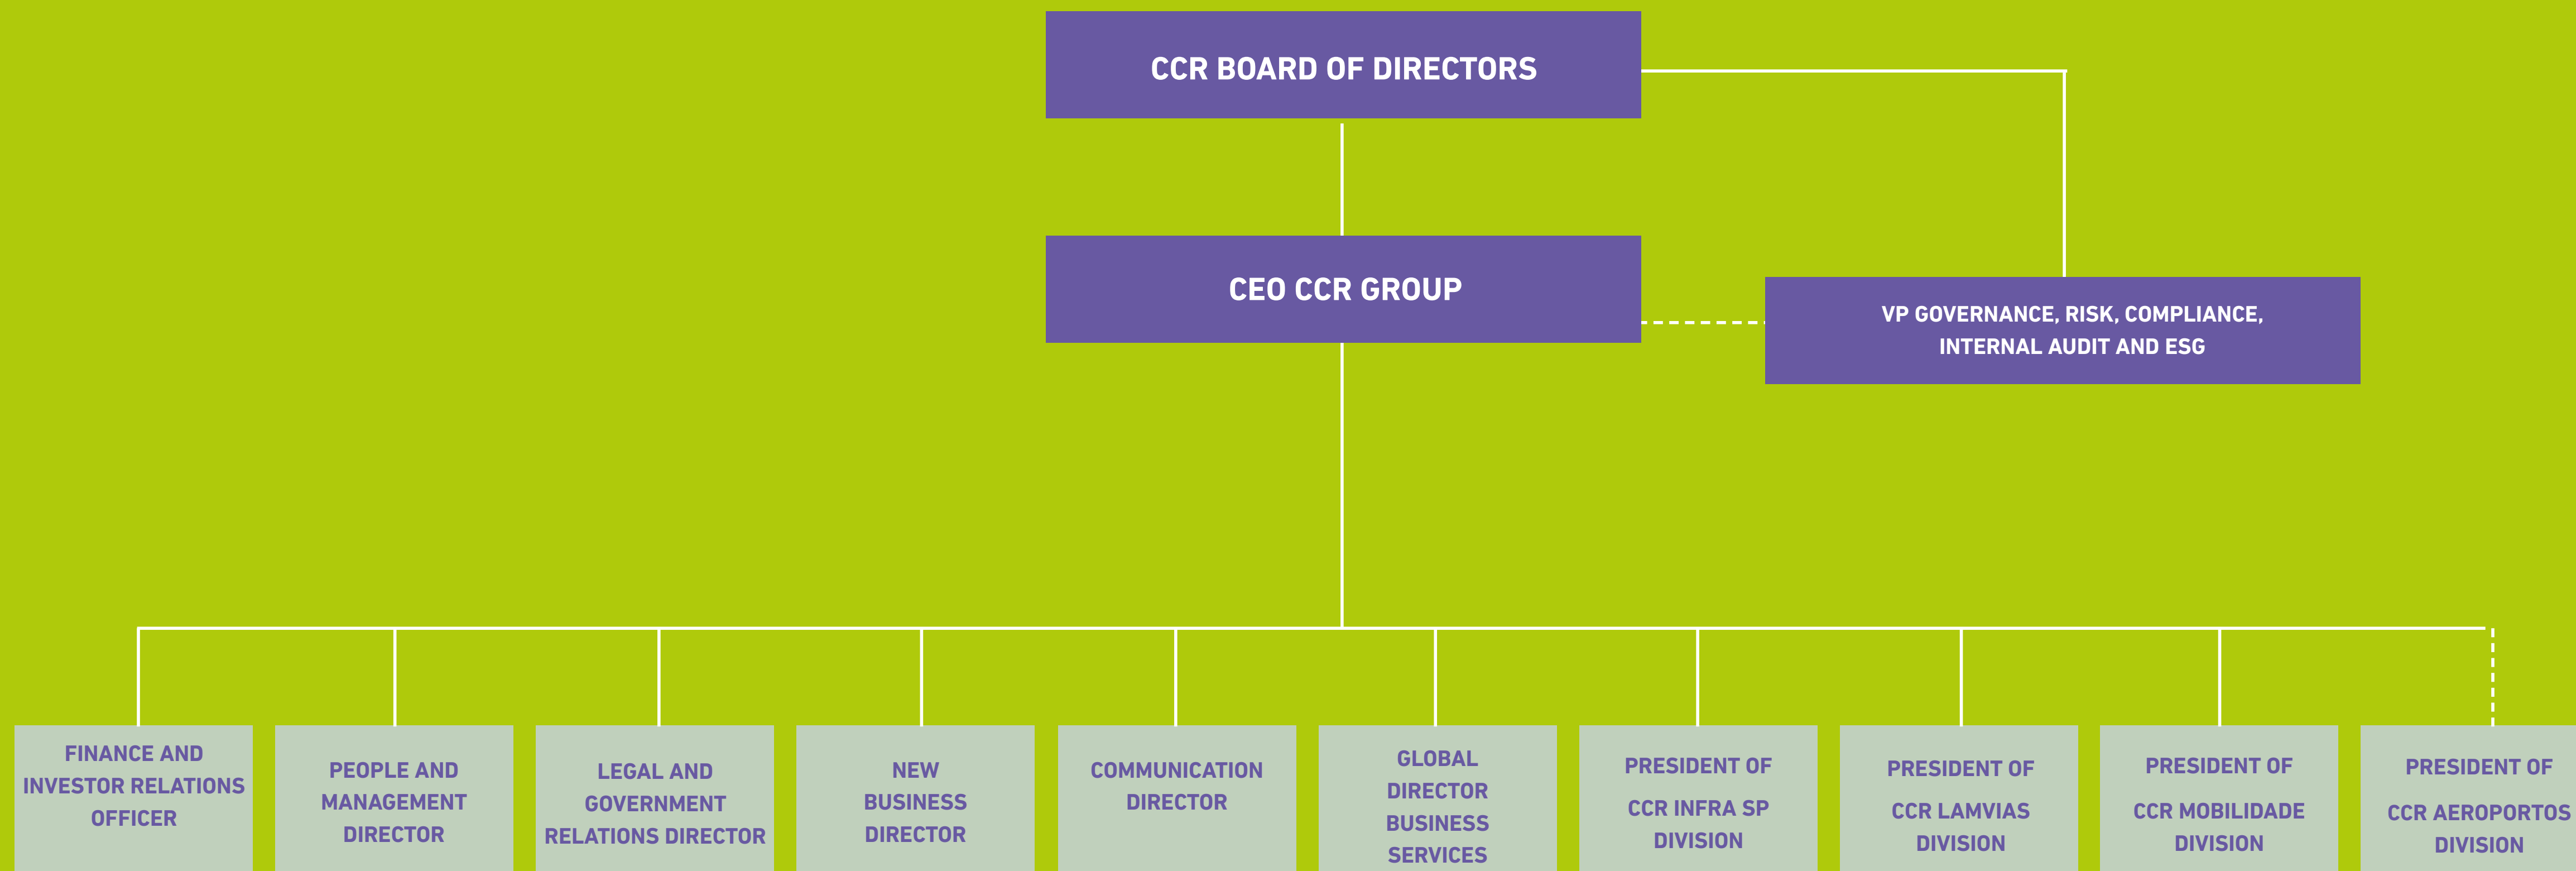 CCR BOARD OF DIRECTORS
CEO CCR GROUP
VP GOVERNANCE, RISK, COMPLIANCE,
INTERNAL AUDIT AND ESG
FINANCE AND
INVESTOR RELATIONS
OFFICER
PEOPLE AND
MANAGEMENT
DIRECTOR
LEGAL AND
GOVERNMENT
RELATIONS DIRECTOR
NEW
BUSINESS
DIRECTOR
COMMUNICATION
DIRECTOR
GLOBAL
DIRECTOR
BUSINESS
SERVICES
PRESIDENT OF
CCR INFRA SP
DIVISION
PRESIDENT OF
CCR LAMVIAS
DIVISION
PRESIDENT OF
CCR MOBILIDADE
DIVISION
PRESIDENT OF
CCR AEROPORTOS
DIVISION